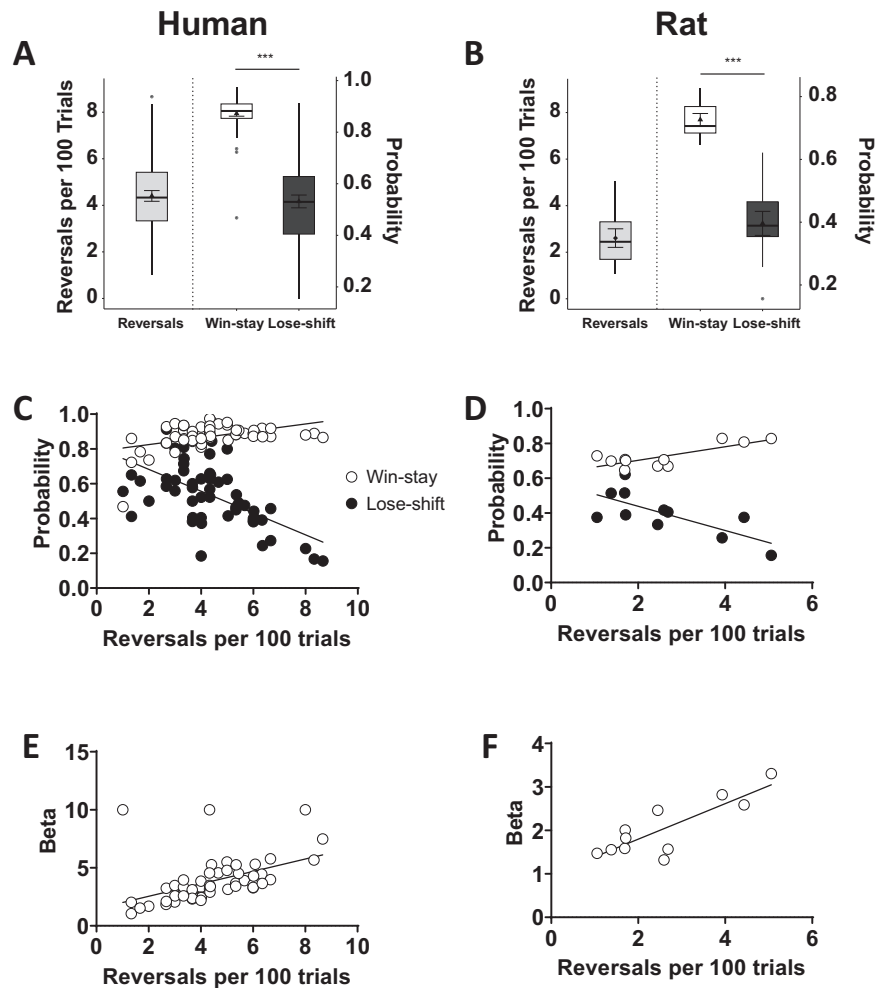 Human
Rat
A
***
Reversals per 100 Trials
8
6
4
2
0
1.0
0.8
0.6
0.4
0.2
Probability
Reversals Win-stay Lose-shift
B
***
Reversals per 100 Trials
8
6
4
2
0
0.8
0.6
0.4
0.2
Probability
Reversals Win-stay Lose-shift
C
Probability
1.0
0.8
0.6
0.4
0.2
0.0
0 2 4 6 8 10
Reversals per 100 trials
Win-stay
Lose-shift
D
Probability
1.0
0.8
0.6
0.4
0.2
0.0
0 2 4 6
Reversals per 100 trials
E
Beta
15
10
5
0
0 2 4 6 8 10
Reversals per 100 trials
F
Beta
4
3
2
1
0
0 2 4 6
Reversals per 100 trials